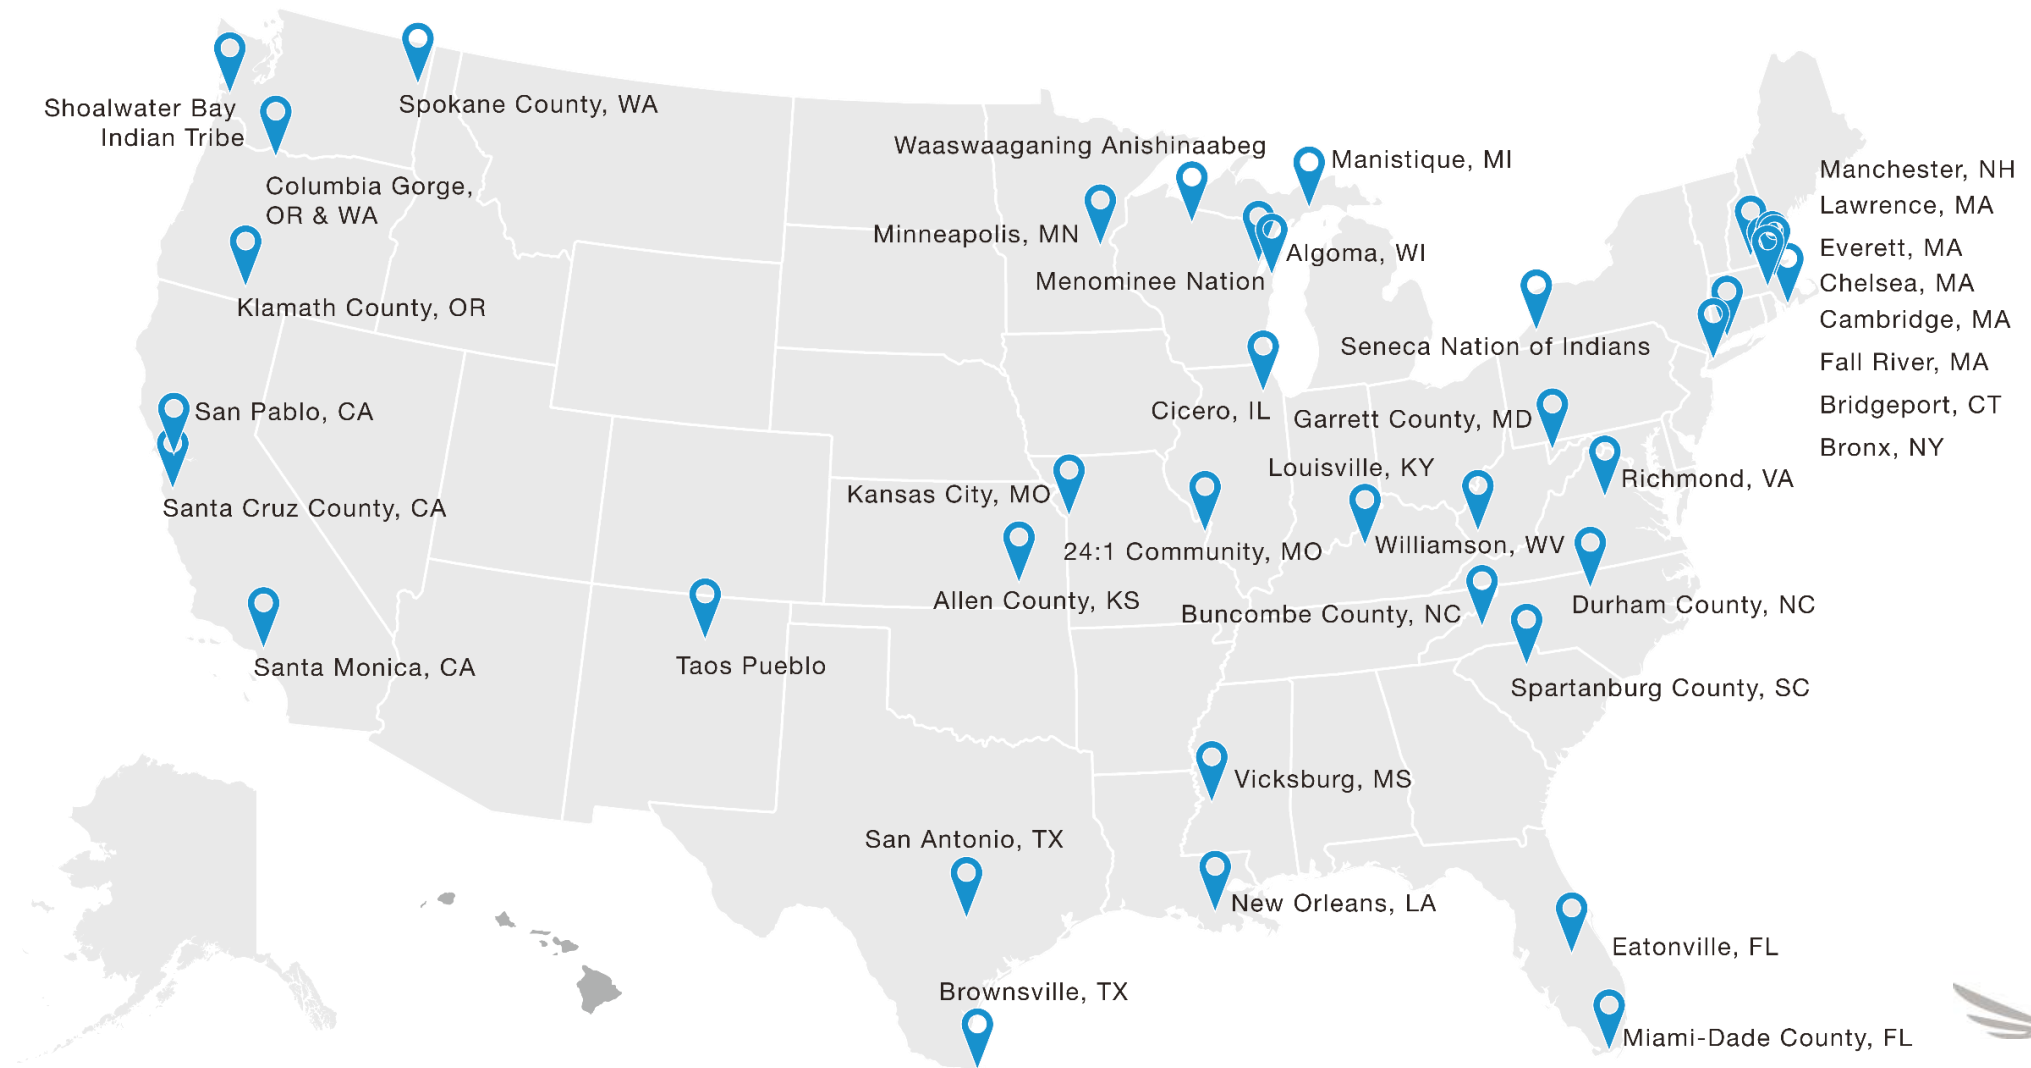 Shoalwater Bay
Indian Tribe
Spokane County, WA
Columbia Gorge,
OR & WA
Klamath County, OR
San Pablo, CA
Santa Cruz County, CA
Santa Monica, CA
Taos Pueblo
Waaswaaganing Anishinaabeg
Manistique, MI
Minneapolis, MN
Algoma, WI
Menominee Nation
Seneca Nation of Indians
Cicero, IL
Garrett County, MD
Louisville, KY
Richmond, VA
Kansas City, MO
24:1 Community, MO
Williamson, WV
Allen County, KS
Buncombe County, NC
Durham County, NC
Spartanburg County, SC
Vicksburg, MS
San Antonio, TX
New Orleans, LA
Brownsville, TX
Eatonville, FL
Miami-Dade County, FL
Manchester, NH
Lawrence, MA
Everett, MA
Chelsea, MA
Cambridge, MA
Fall River, MA
Bridgeport, CT
Bronx, NY